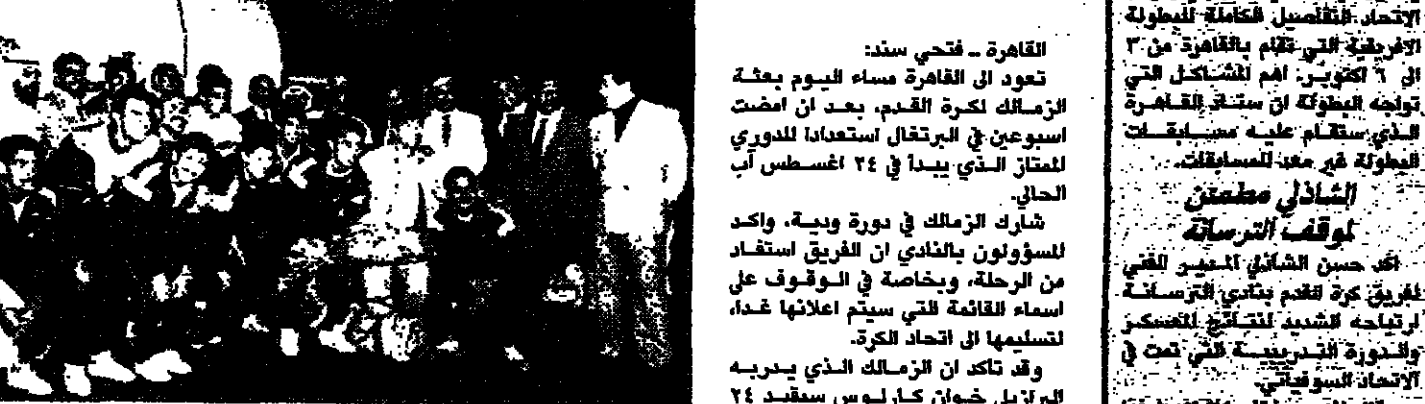 القاهرة ــ فتحي سند:
تعود الى القاهرة مساء اليوم بعثة
الزمالك لكرة القدم، بعد ان امضت
اسبوعين في البرتغال استعدادا للدوري
الممتاز الذي يبدأ في ٢٤ اغسطس آب
الحالي.
شارك الزمالك في دورة ودية، واكد
المسؤولون بالنادي ان الفريق استفاد
من الرحلة، وبخاصة في الوقوف على
اسماء القائمة التي سيتم اعلانها غدا،
لتسليمها الى اتحاد الكرة.
وقد تاكد ان الزمالك الذي يدربه
البرازيلي خوان كارلوس سيقيد ٢٤
الاتحاد التفاصيل الكاملة للبطولة
الافريقية التي تقام بالقاهرة من ٣
الى ٦ اكتوبر. اهم المشاكل التي
تواجه البطولة ان ستاد القاهرة
الذي ستقام عليه مسابقات
البطولة غير معد للمسابقات.
الشاذلي مطمئن
لموقف الترسانة
اكد حسن الشاذلي المدير الفني
لفريق كرة القدم بنادي الترسانة
ارتياحه الشديد لنتائج المعسكر
والدورة التدريبية التي تمت في
الاتحاد السوفياتي.